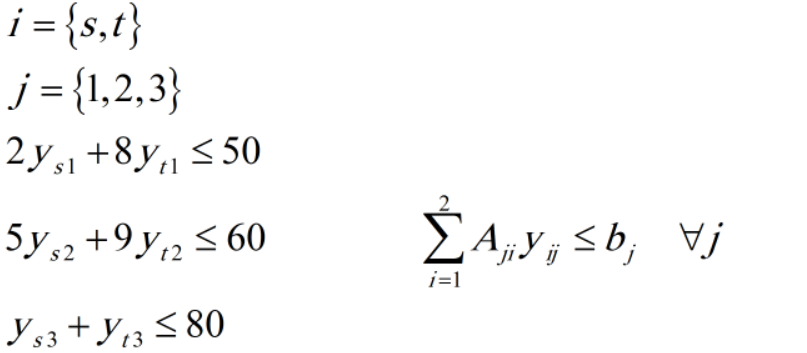 i = {s,t}
j = {1,2,3}
2y_{s1} + 8y_{t1} ≤ 50
5y_{s2} + 9y_{t2} ≤ 60
\sum_{i=1}^{2} A_{ji} y_{ij} ≤ b_j ∀j
y_{s3} + y_{t3} ≤ 80